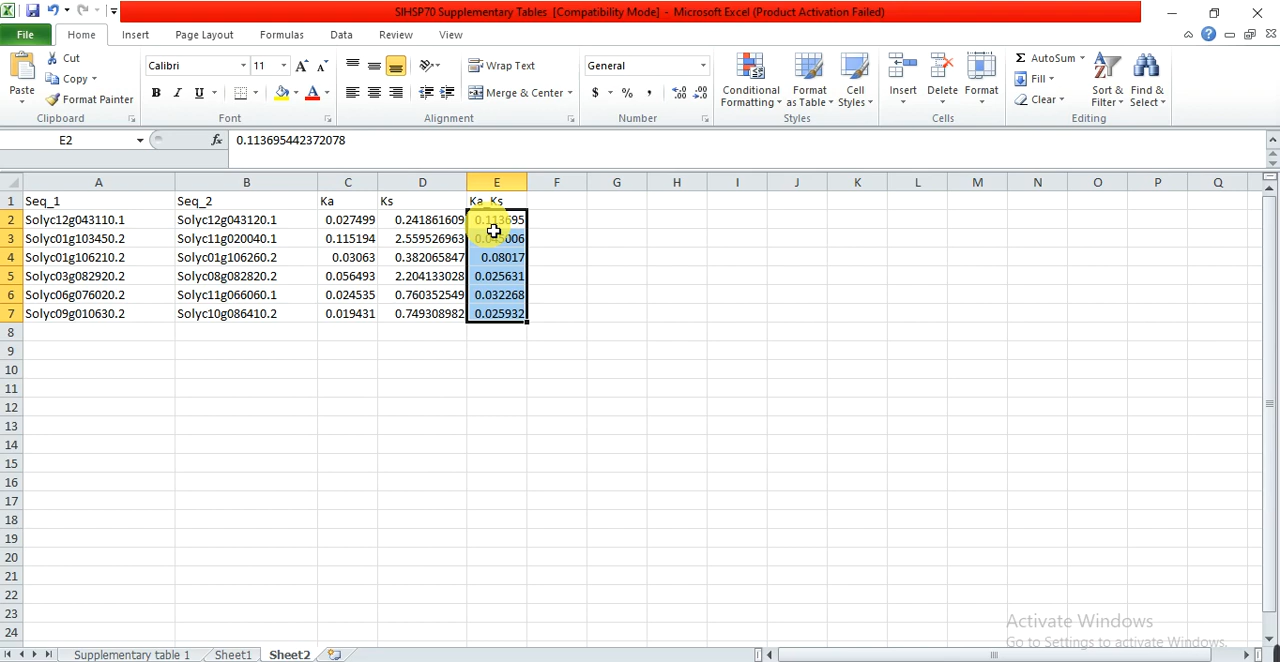 SlHSP70 Supplementary Tables [Compatibility Mode] - Microsoft Excel (Product Activation Failed)
File Home Insert Page Layout Formulas Data Review View
Paste Cut Copy Format Painter
Calibri 11 Wrap Text General AutoSum
B I U Merge & Center $ % , Conditional Formatting Format as Table Cell Styles Insert Delete Format Fill Clear Sort & Filter Find & Select
Clipboard Font Alignment Number Styles Cells Editing
E2 fx 0.113695442372078
A B C D E F G H I J K L M N O P Q
1 Seq_1 Seq_2 Ka Ks Ka_Ks
2 Solyc12g043110.1 Solyc12g043120.1 0.027499 0.241861609 0.113695
3 Solyc01g103450.2 Solyc11g020040.1 0.115194 2.559526963
4 Solyc01g106210.2 Solyc01g106260.2 0.03063 0.382065847 0.08017
5 Solyc03g082920.2 Solyc08g082820.2 0.056493 2.204133028 0.025631
6 Solyc06g076020.2 Solyc11g066060.1 0.024535 0.760352549 0.032268
7 Solyc09g010630.2 Solyc10g086410.2 0.019431 0.749308982 0.025932
8
9
10
11
12
13
14
15
16
17
18
19
20
21
22
23
24
Activate Windows
Go to Settings to activate Windows.
Supplementary table 1 Sheet1 Sheet2